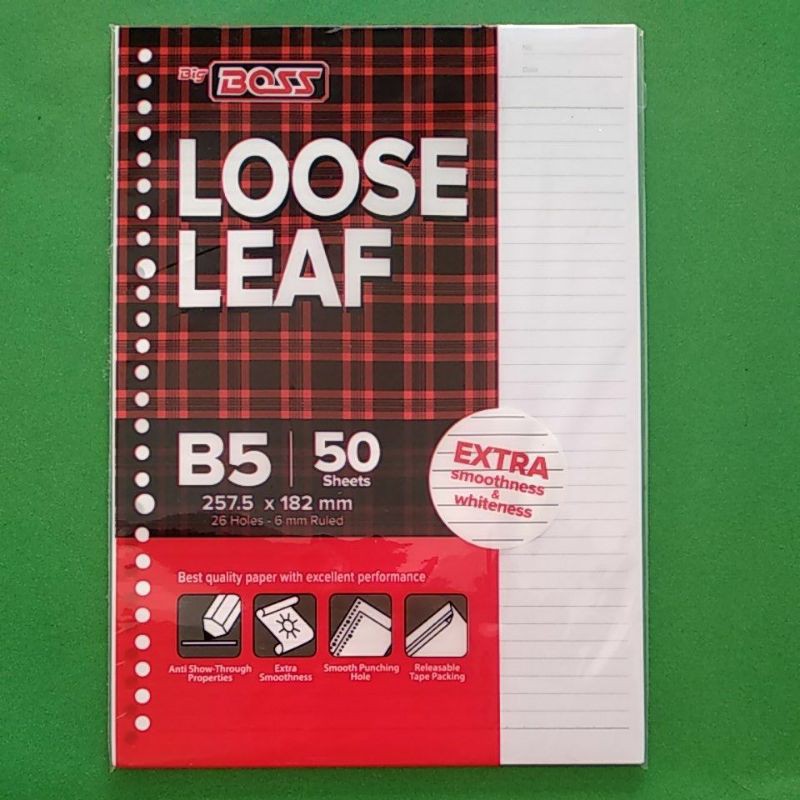 Big BOSS
No.
Date
LOOSE
LEAF
B5
50
Sheets
257.5 x 182 mm
26 Holes - 6 mm Ruled
EXTRA
smoothness
&
whiteness
Best quality paper with excellent performance
Anti Show-Through
Properties
Extra
Smoothness
Smooth Punching
Hole
Releasable
Tape Packing